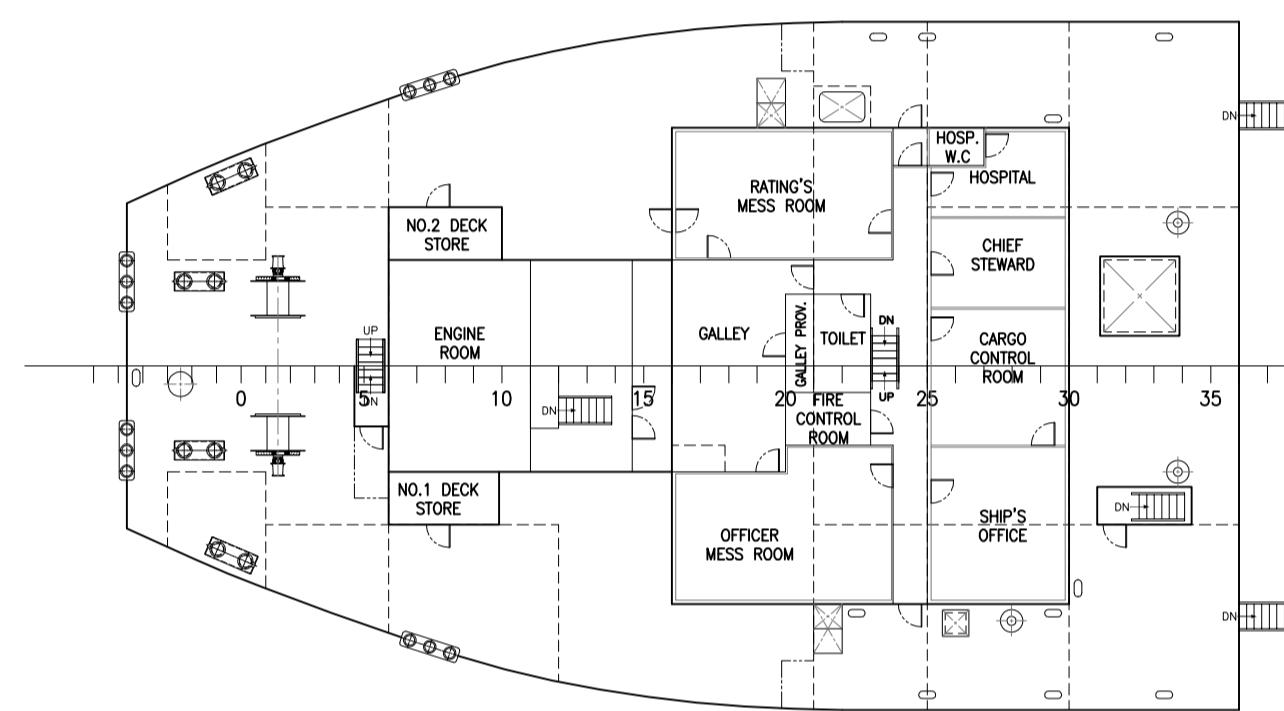 DN
HOSP.
W.C
HOSPITAL
RATING'S
MESS ROOM
NO.2 DECK
STORE
CHIEF
STEWARD
UP
DN
ENGINE
ROOM
GALLEY
GALLEY PROV.
TOILET
DN
UP
CARGO
CONTROL
ROOM
0 5 10 15 20 25 30 35
DN
FIRE
CONTROL
ROOM
NO.1 DECK
STORE
OFFICER
MESS ROOM
SHIP'S
OFFICE
DN
DN